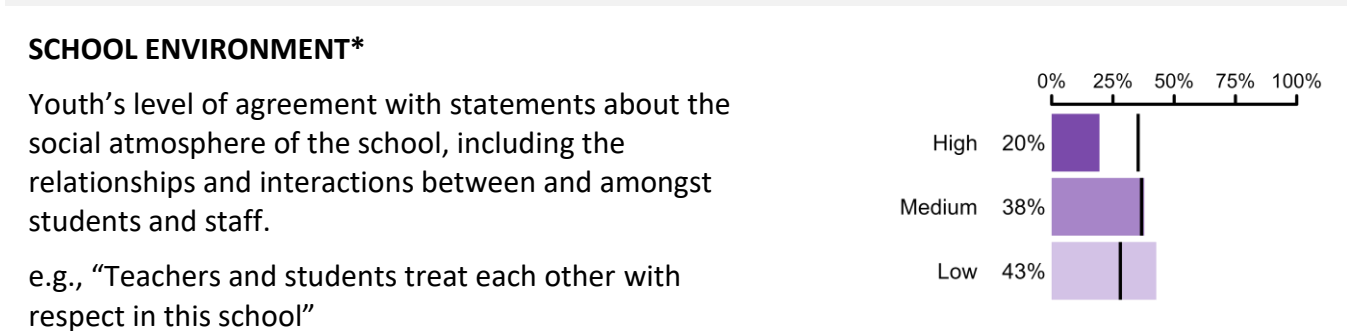 SCHOOL ENVIRONMENT*
Youth’s level of agreement with statements about the
social atmosphere of the school, including the
relationships and interactions between and amongst
students and staff.
e.g., “Teachers and students treat each other with
respect in this school”
0% 25% 50% 75% 100%
High 20%
Medium 38%
Low 43%